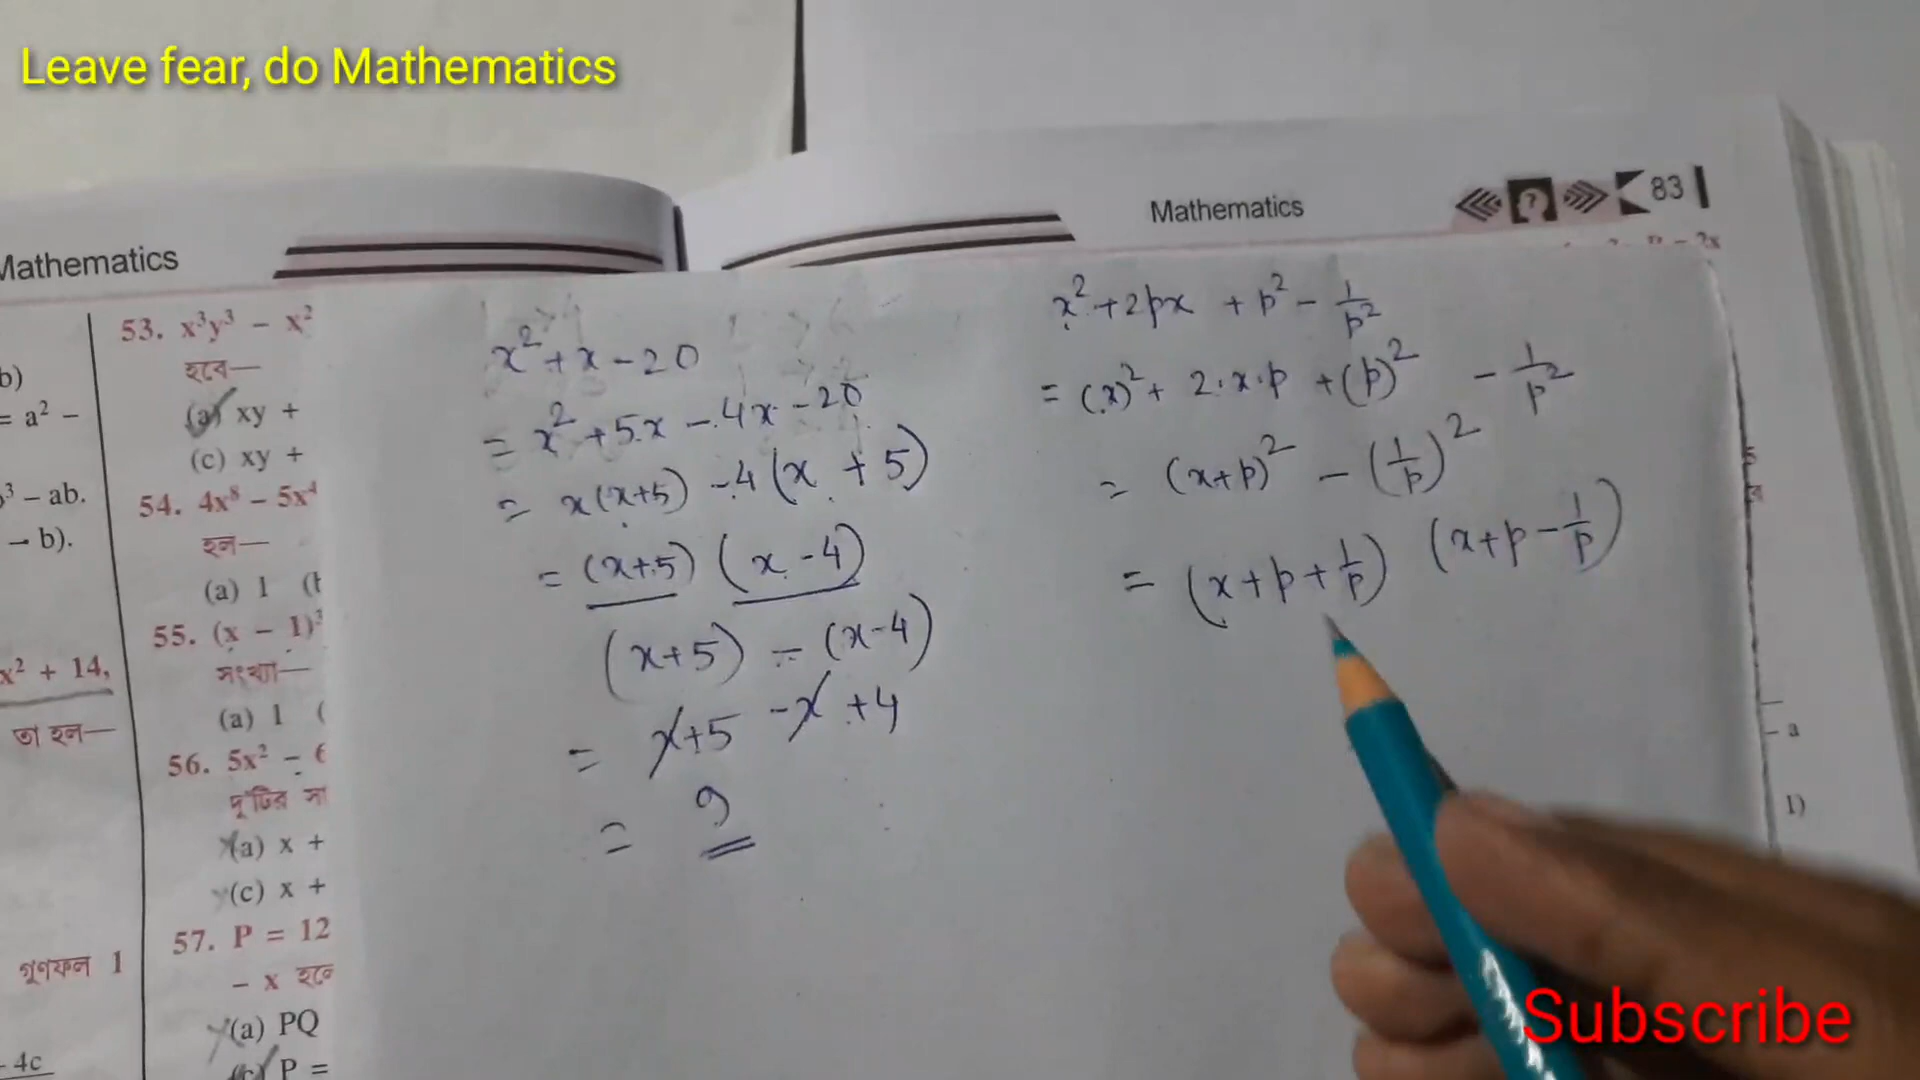 Leave fear, do Mathematics
Mathematics
b)
= a² –
³ – ab.
– b).
x² + 14,
তা হল—
গুণফল 1
– 4c
53. x³y³ – x²
হবে—
(a) xy +
(c) xy +
54. 4x⁸ – 5x⁴
হল—
(a) 1
55. (x – 1)³
সংখ্যা—
(a) 1 (
56. 5x² – 6
দুটির সা
(a) x +
(c) x +
57. P = 12
– x হলে
(a) PQ
P =
x² + x – 20
= x² + 5x – 4x – 20
= x(x+5) – 4(x + 5)
= (x+5) (x – 4)
(x+5) – (x – 4)
= x+5 – x + 4
= 9
Mathematics ? 83
x² + 2px + p² – 1/p²
= (x)² + 2·x·p + (p)² – 1/p²
= (x+p)² – (1/p)²
= (x+p+1/p) (x+p–1/p)
– a
1)
Subscribe